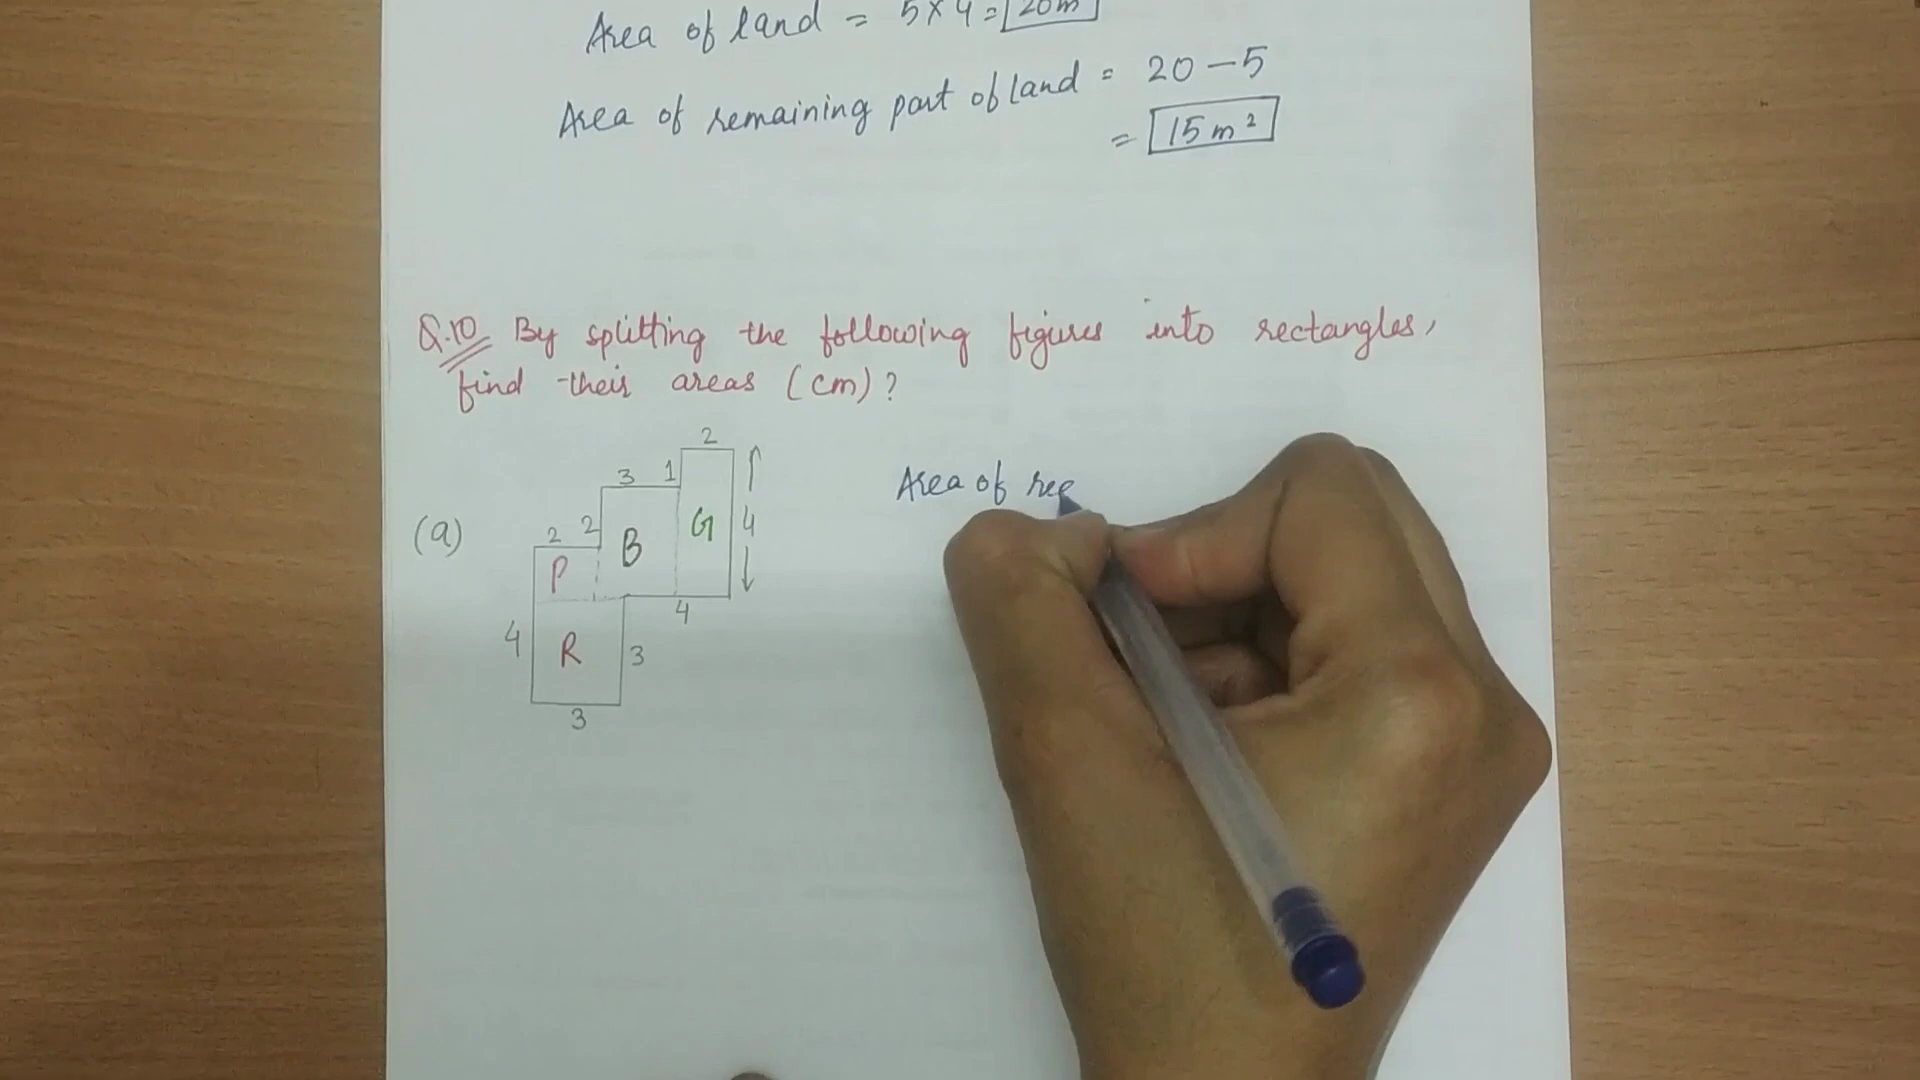 Area of land = 5 x 4 = 20m
Area of remaining part of land = 20 - 5
= 15m²
Q.10 By splitting the following figures into rectangles,
find their areas (cm)?
2
3 1
(a) 2 2 B G 4
P
4 4
R 3
3
Area of rec